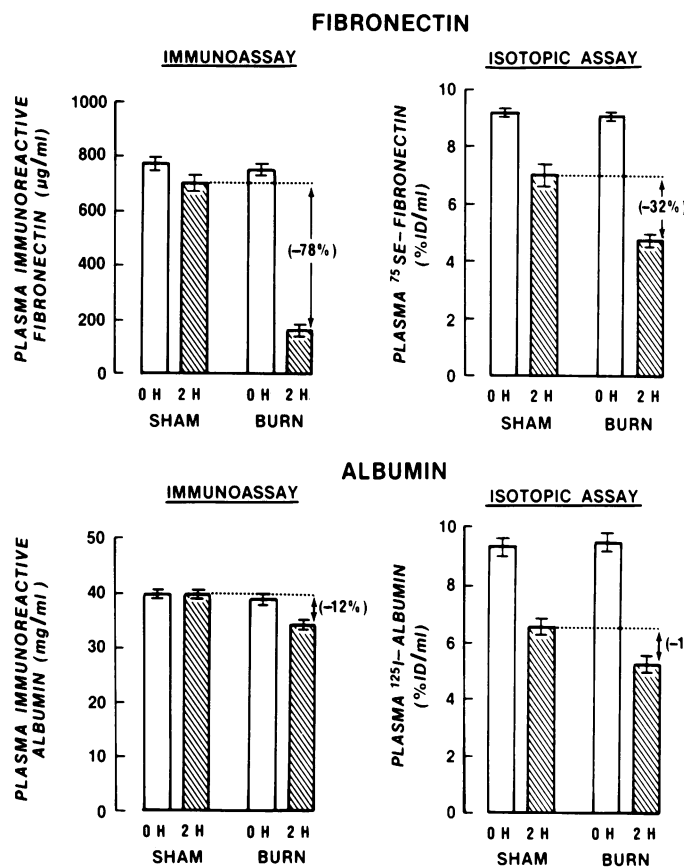 FIBRONECTIN
IMMUNOASSAY
PLASMA IMMUNOREACTIVE
FIBRONECTIN (µg/ml)
1000
800
600
400
200
0
(–78%)
0 H 2 H 0 H 2 H
SHAM BURN
ISOTOPIC ASSAY
PLASMA ⁷⁵SE–FIBRONECTIN
(%ID/ml)
10
8
6
4
2
0
(–32%)
0 H 2 H 0 H 2 H
SHAM BURN
ALBUMIN
IMMUNOASSAY
PLASMA IMMUNOREACTIVE
ALBUMIN (mg/ml)
50
40
30
20
10
0
(–12%)
0 H 2 H 0 H 2 H
SHAM BURN
ISOTOPIC ASSAY
PLASMA ¹²⁵I–ALBUMIN
(%ID/ml)
10
8
6
4
2
0
(–1
0 H 2 H 0 H 2 H
SHAM BURN